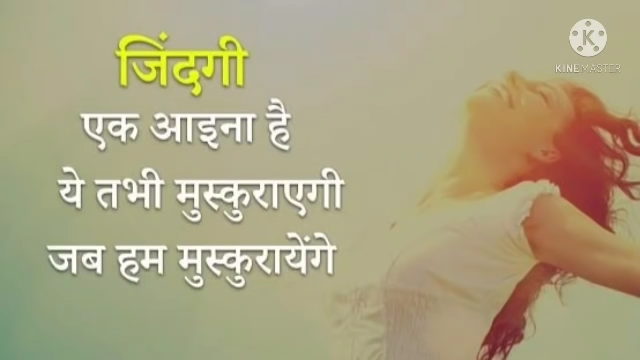 जिंदगी
एक आइना है
ये तभी मुस्कुराएगी
जब हम मुस्कुरायेंगे
KINEMASTER